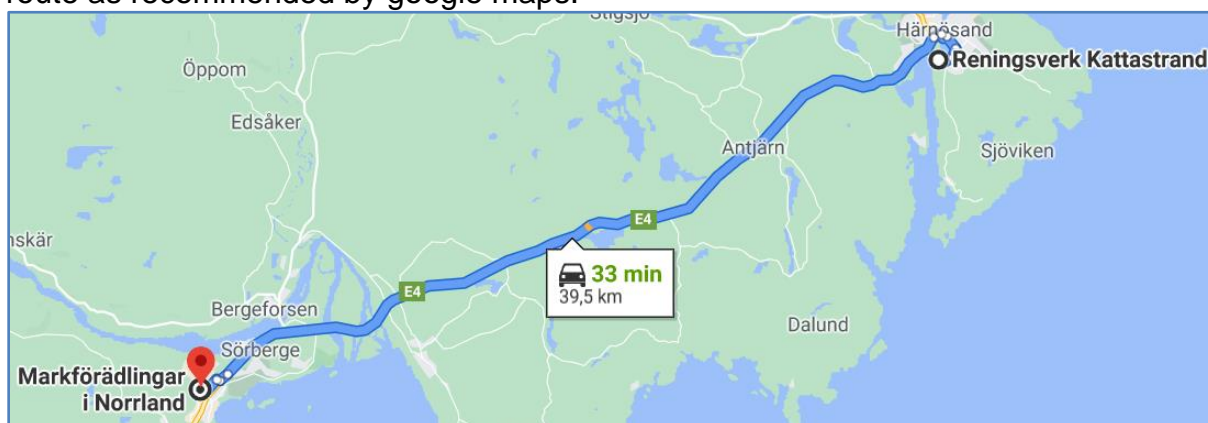 route as recommended by google maps.
Stigsjö
Härnösand
Reningsverk Kattastrand
Öppom
Edsåker
Antjärn
Sjöviken
E4
nskär
33 min
39,5 km
E4
Bergeforsen
Dalund
Sörberge
Markförädlingar
i Norrland